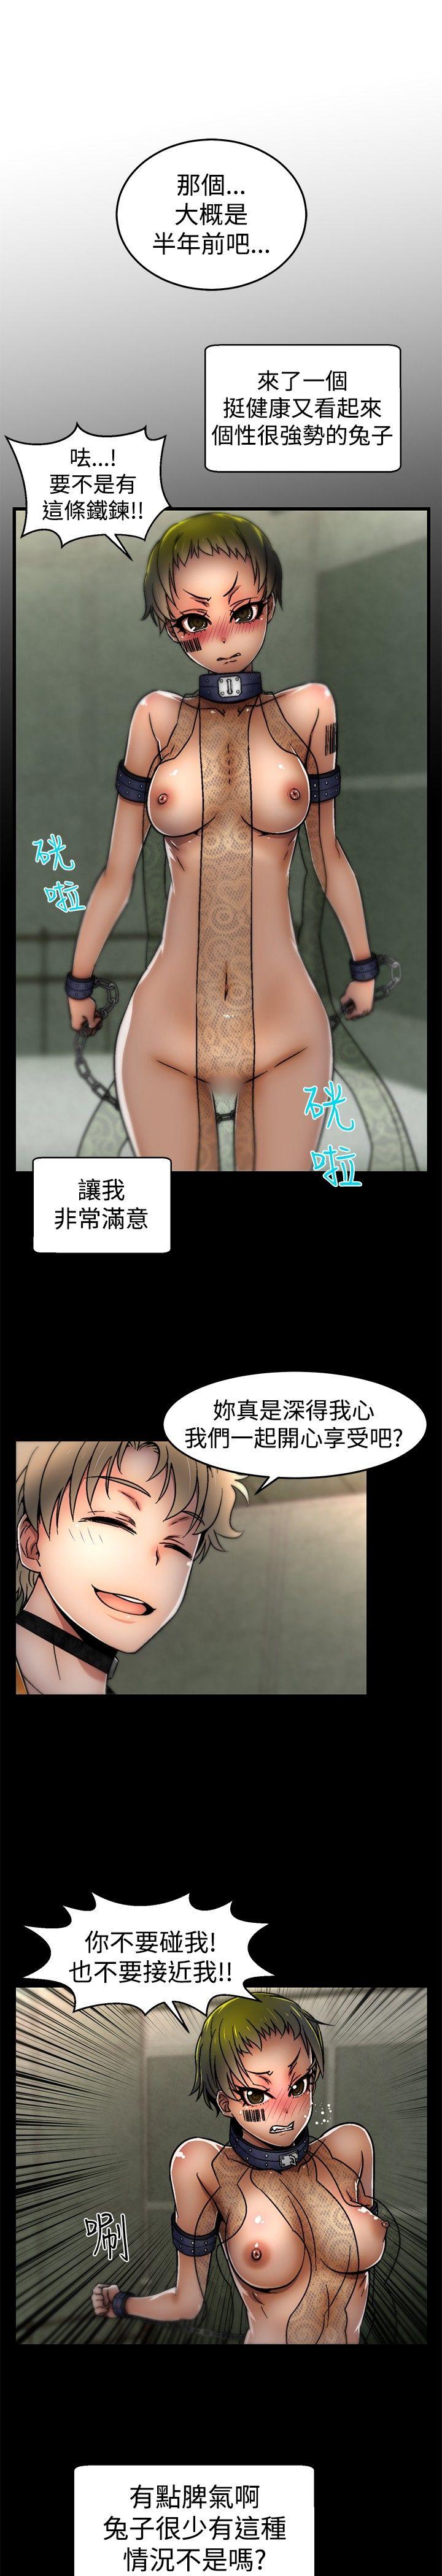 那個...
大概是
半年前吧...
來了一個
挺健康又看起來
個性很強勢的兔子
呿...!
要不是有
這條鐵鍊!!
硄
啦
硄
啦
讓我
非常滿意
妳真是深得我心
我們一起開心享受吧?
你不要碰我!
也不要接近我!!
唰
有點脾氣啊
兔子很少有這種
情況不是嗎?